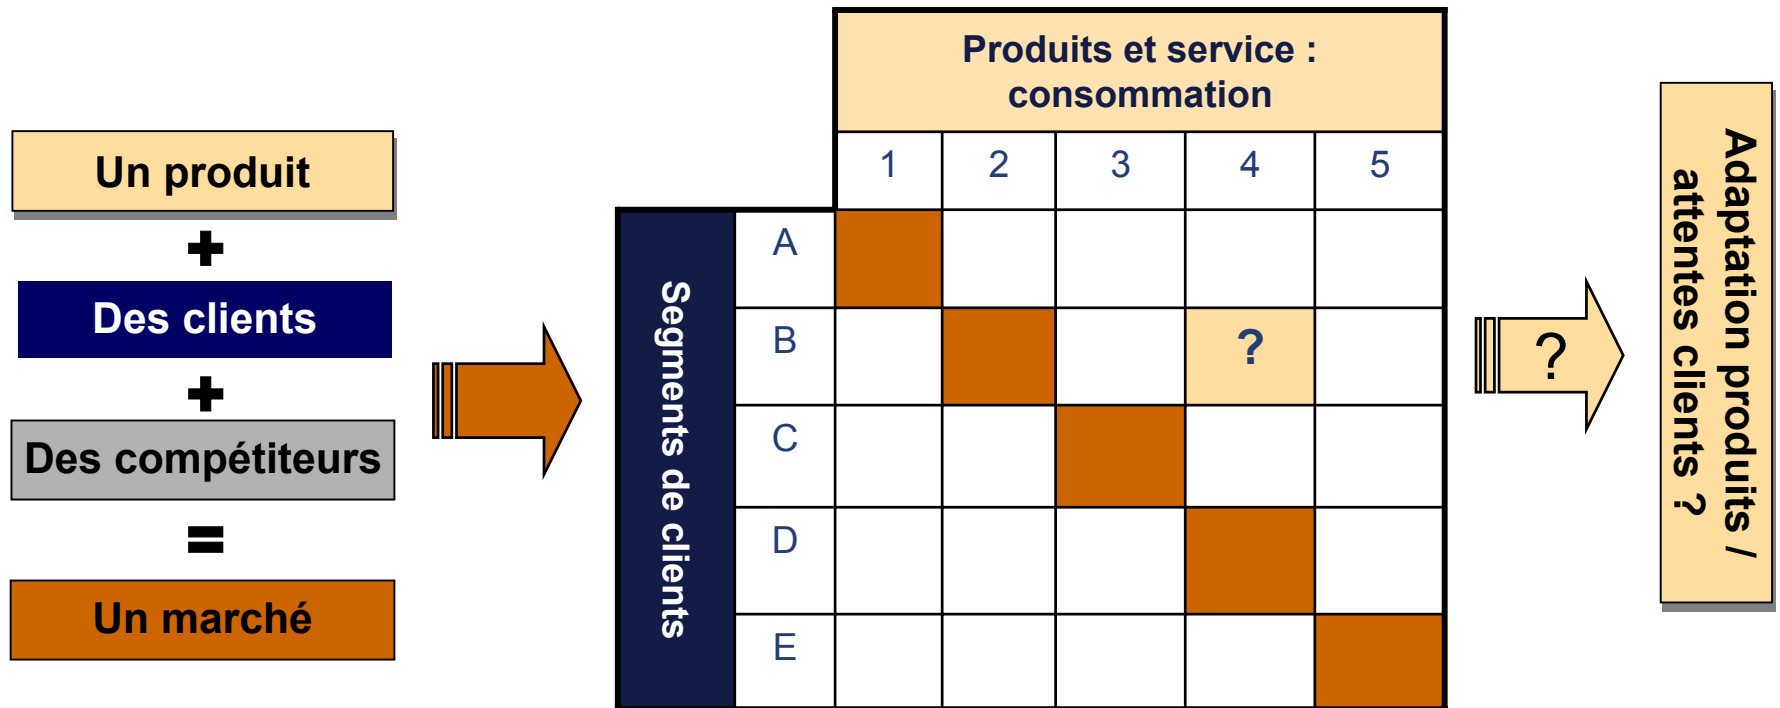 Un produit
+
Des clients
+
Des compétiteurs
=
Un marché
Produits et service :
consommation
1 2 3 4 5
Segments de clients
A
B ?
C
D
E
?
Adaptation produits /
attentes clients ?